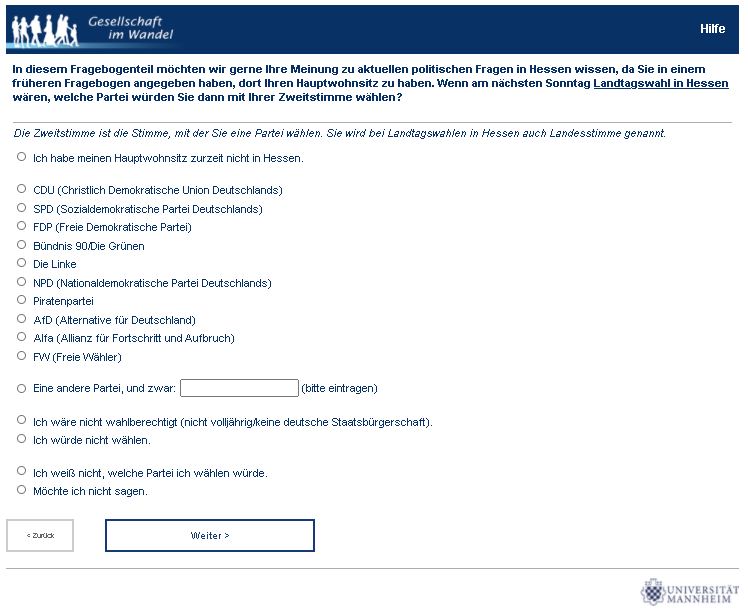 Gesellschaft
im Wandel
Hilfe
In diesem Fragebogenteil möchten wir gerne Ihre Meinung zu aktuellen politischen Fragen in Hessen wissen, da Sie in einem
früheren Fragebogen angegeben haben, dort Ihren Hauptwohnsitz zu haben. Wenn am nächsten Sonntag Landtagswahl in Hessen
wären, welche Partei würden Sie dann mit Ihrer Zweitstimme wählen?
Die Zweitstimme ist die Stimme, mit der Sie eine Partei wählen. Sie wird bei Landtagswahlen in Hessen auch Landesstimme genannt.
Ich habe meinen Hauptwohnsitz zurzeit nicht in Hessen.
CDU (Christlich Demokratische Union Deutschlands)
SPD (Sozialdemokratische Partei Deutschlands)
FDP (Freie Demokratische Partei)
Bündnis 90/Die Grünen
Die Linke
NPD (Nationaldemokratische Partei Deutschlands)
Piratenpartei
AfD (Alternative für Deutschland)
Alfa (Allianz für Fortschritt und Aufbruch)
FW (Freie Wähler)
Eine andere Partei, und zwar: (bitte eintragen)
Ich wäre nicht wahlberechtigt (nicht volljährig/keine deutsche Staatsbürgerschaft).
Ich würde nicht wählen.
Ich weiß nicht, welche Partei ich wählen würde.
Möchte ich nicht sagen.
< Zurück
Weiter >
UNIVERSITÄT
MANNHEIM